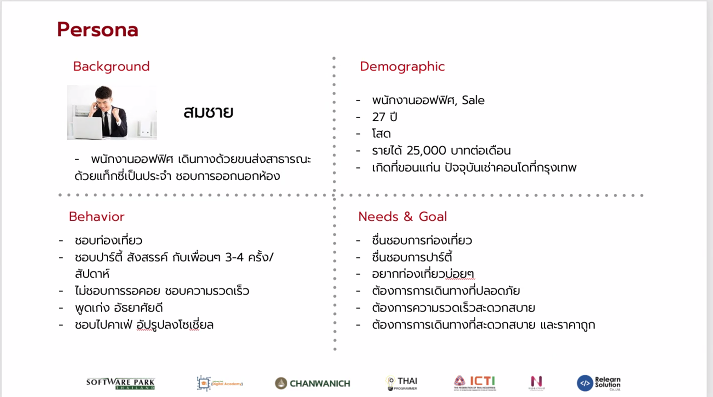 Persona
Background
สมชาย
- พนักงานออฟฟิศ เดินทางด้วยขนส่งสาธารณะ
ด้วยแท็กซี่เป็นประจำ ชอบการออกนอกห้อง
Demographic
- พนักงานออฟฟิศ, Sale
- 27 ปี
- โสด
- รายได้ 25,000 บาทต่อเดือน
- เกิดที่ขอนแก่น ปัจจุบันเช่าคอนโดที่กรุงเทพ
Behavior
- ชอบท่องเที่ยว
- ชอบปาร์ตี้ สังสรรค์ กับเพื่อนๆ 3-4 ครั้ง/
สัปดาห์
- ไม่ชอบการรอคอย ชอบความรวดเร็ว
- พูดเก่ง อัธยาศัยดี
- ชอบไปคาเฟ่ อัปรูปลงโซเชี่ยล
Needs & Goal
- ชื่นชอบการท่องเที่ยว
- ชื่นชอบการปาร์ตี้
- อยากท่องเที่ยวบ่อยๆ
- ต้องการการเดินทางที่ปลอดภัย
- ต้องการความรวดเร็วสะดวกสบาย
- ต้องการการเดินทางที่สะดวกสบาย และราคาถูก
SOFTWARE PARK
THAILAND
Digital Academy
CHANWANICH
THAI
PROGRAMMER
ICTI
Relearn
Solution